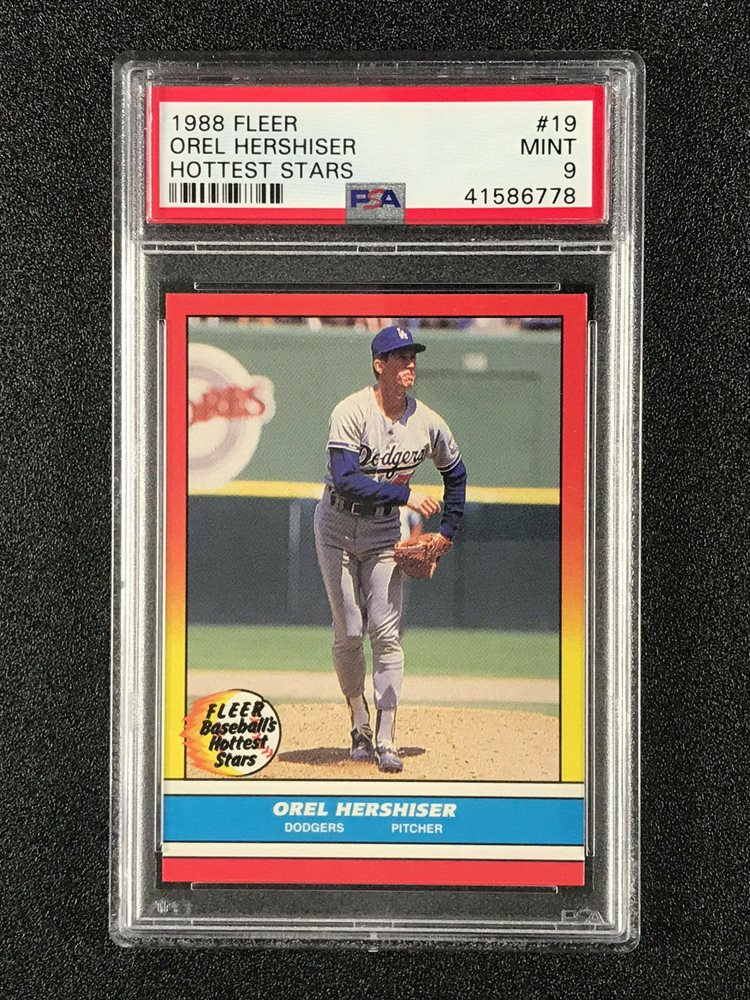 1988 FLEER #19
OREL HERSHISER MINT
HOTTEST STARS 9
PSA 41586778
Dodgers
FLEER
Baseball's
Hottest
Stars
OREL HERSHISER
DODGERS PITCHER
PSA